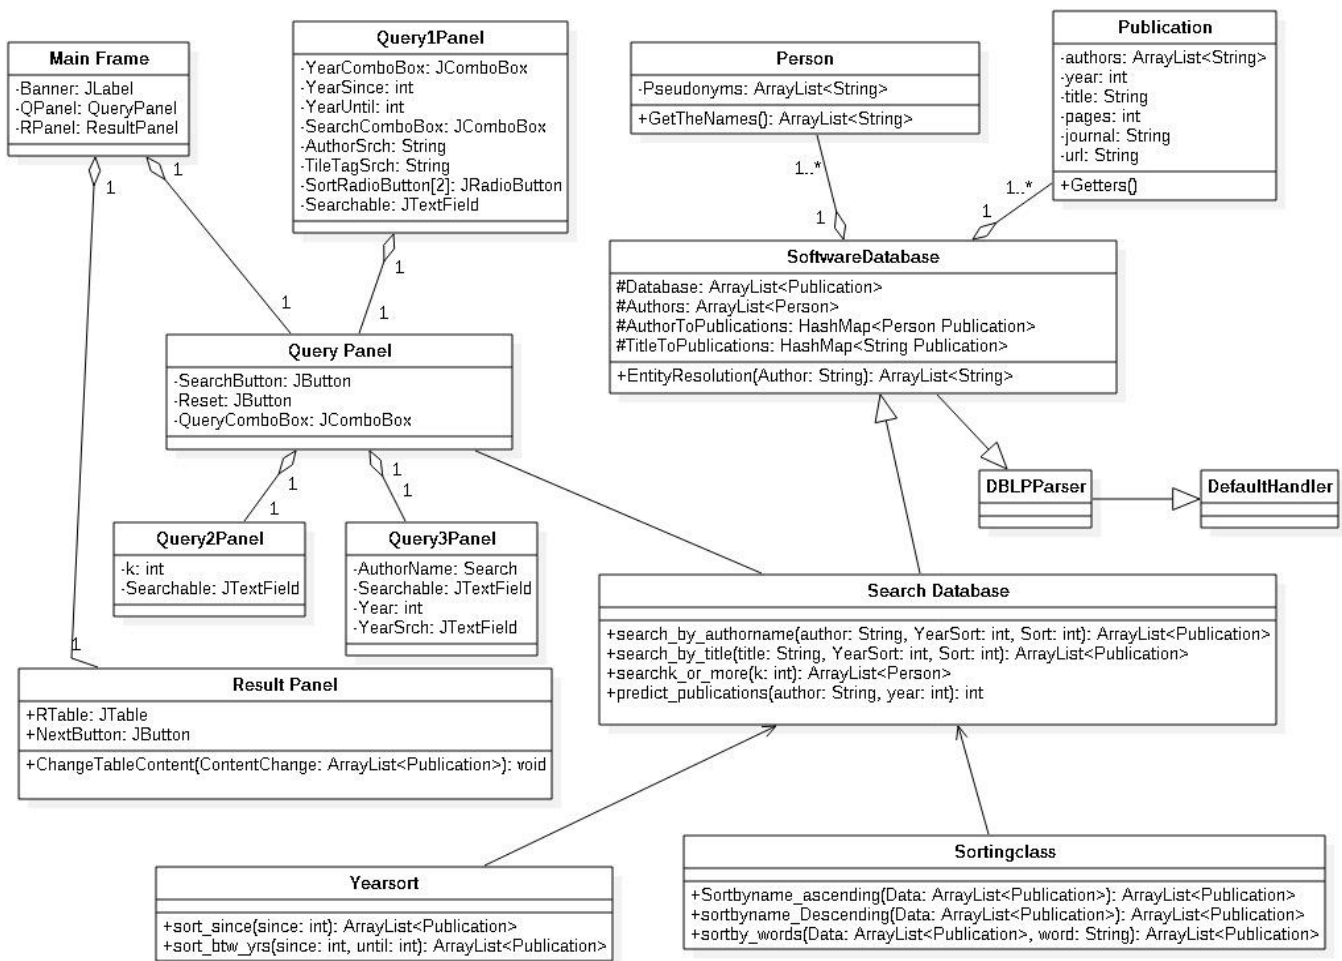 Main Frame
-Banner: JLabel
-QPanel: QueryPanel
-RPanel: ResultPanel
1
1
Query1Panel
-YearComboBox: JComboBox
-YearSince: int
-YearUntil: int
-SearchComboBox: JComboBox
-AuthorSrch: String
-TileTagSrch: String
-SortRadioButton[2]: JRadioButton
-Searchable: JTextField
1
1
1
Person
-Pseudonyms: ArrayList<String>
+GetTheNames(): ArrayList<String>
1..*
1
Publication
-authors: ArrayList<String>
-year: int
-title: String
-pages: int
-journal: String
-url: String
+Getters()
1..*
1
SoftwareDatabase
#Database: ArrayList<Publication>
#Authors: ArrayList<Person>
#AuthorToPublications: HashMap<Person Publication>
#TitleToPublications: HashMap<String Publication>
+EntityResolution(Author: String): ArrayList<String>
Query Panel
-SearchButton: JButton
-Reset: JButton
-QueryComboBox: JComboBox
1
1
1
1
DBLPParser
DefaultHandler
Query2Panel
-k: int
-Searchable: JTextField
Query3Panel
-AuthorName: Search
-Searchable: JTextField
-Year: int
-YearSrch: JTextField
Search Database
+search_by_authorname(author: String, YearSort: int, Sort: int): ArrayList<Publication>
+search_by_title(title: String, YearSort: int, Sort: int): ArrayList<Publication>
+searchk_or_more(k: int): ArrayList<Person>
+predict_publications(author: String, year: int): int
1
Result Panel
+RTable: JTable
+NextButton: JButton
+ChangeTableContent(ContentChange: ArrayList<Publication>): void
Yearsort
+sort_since(since: int): ArrayList<Publication>
+sort_btw_yrs(since: int, until: int): ArrayList<Publication>
Sortingclass
+Sortbyname_ascending(Data: ArrayList<Publication>): ArrayList<Publication>
+sortbyname_Descending(Data: ArrayList<Publication>): ArrayList<Publication>
+sortby_words(Data: ArrayList<Publication>, word: String): ArrayList<Publication>